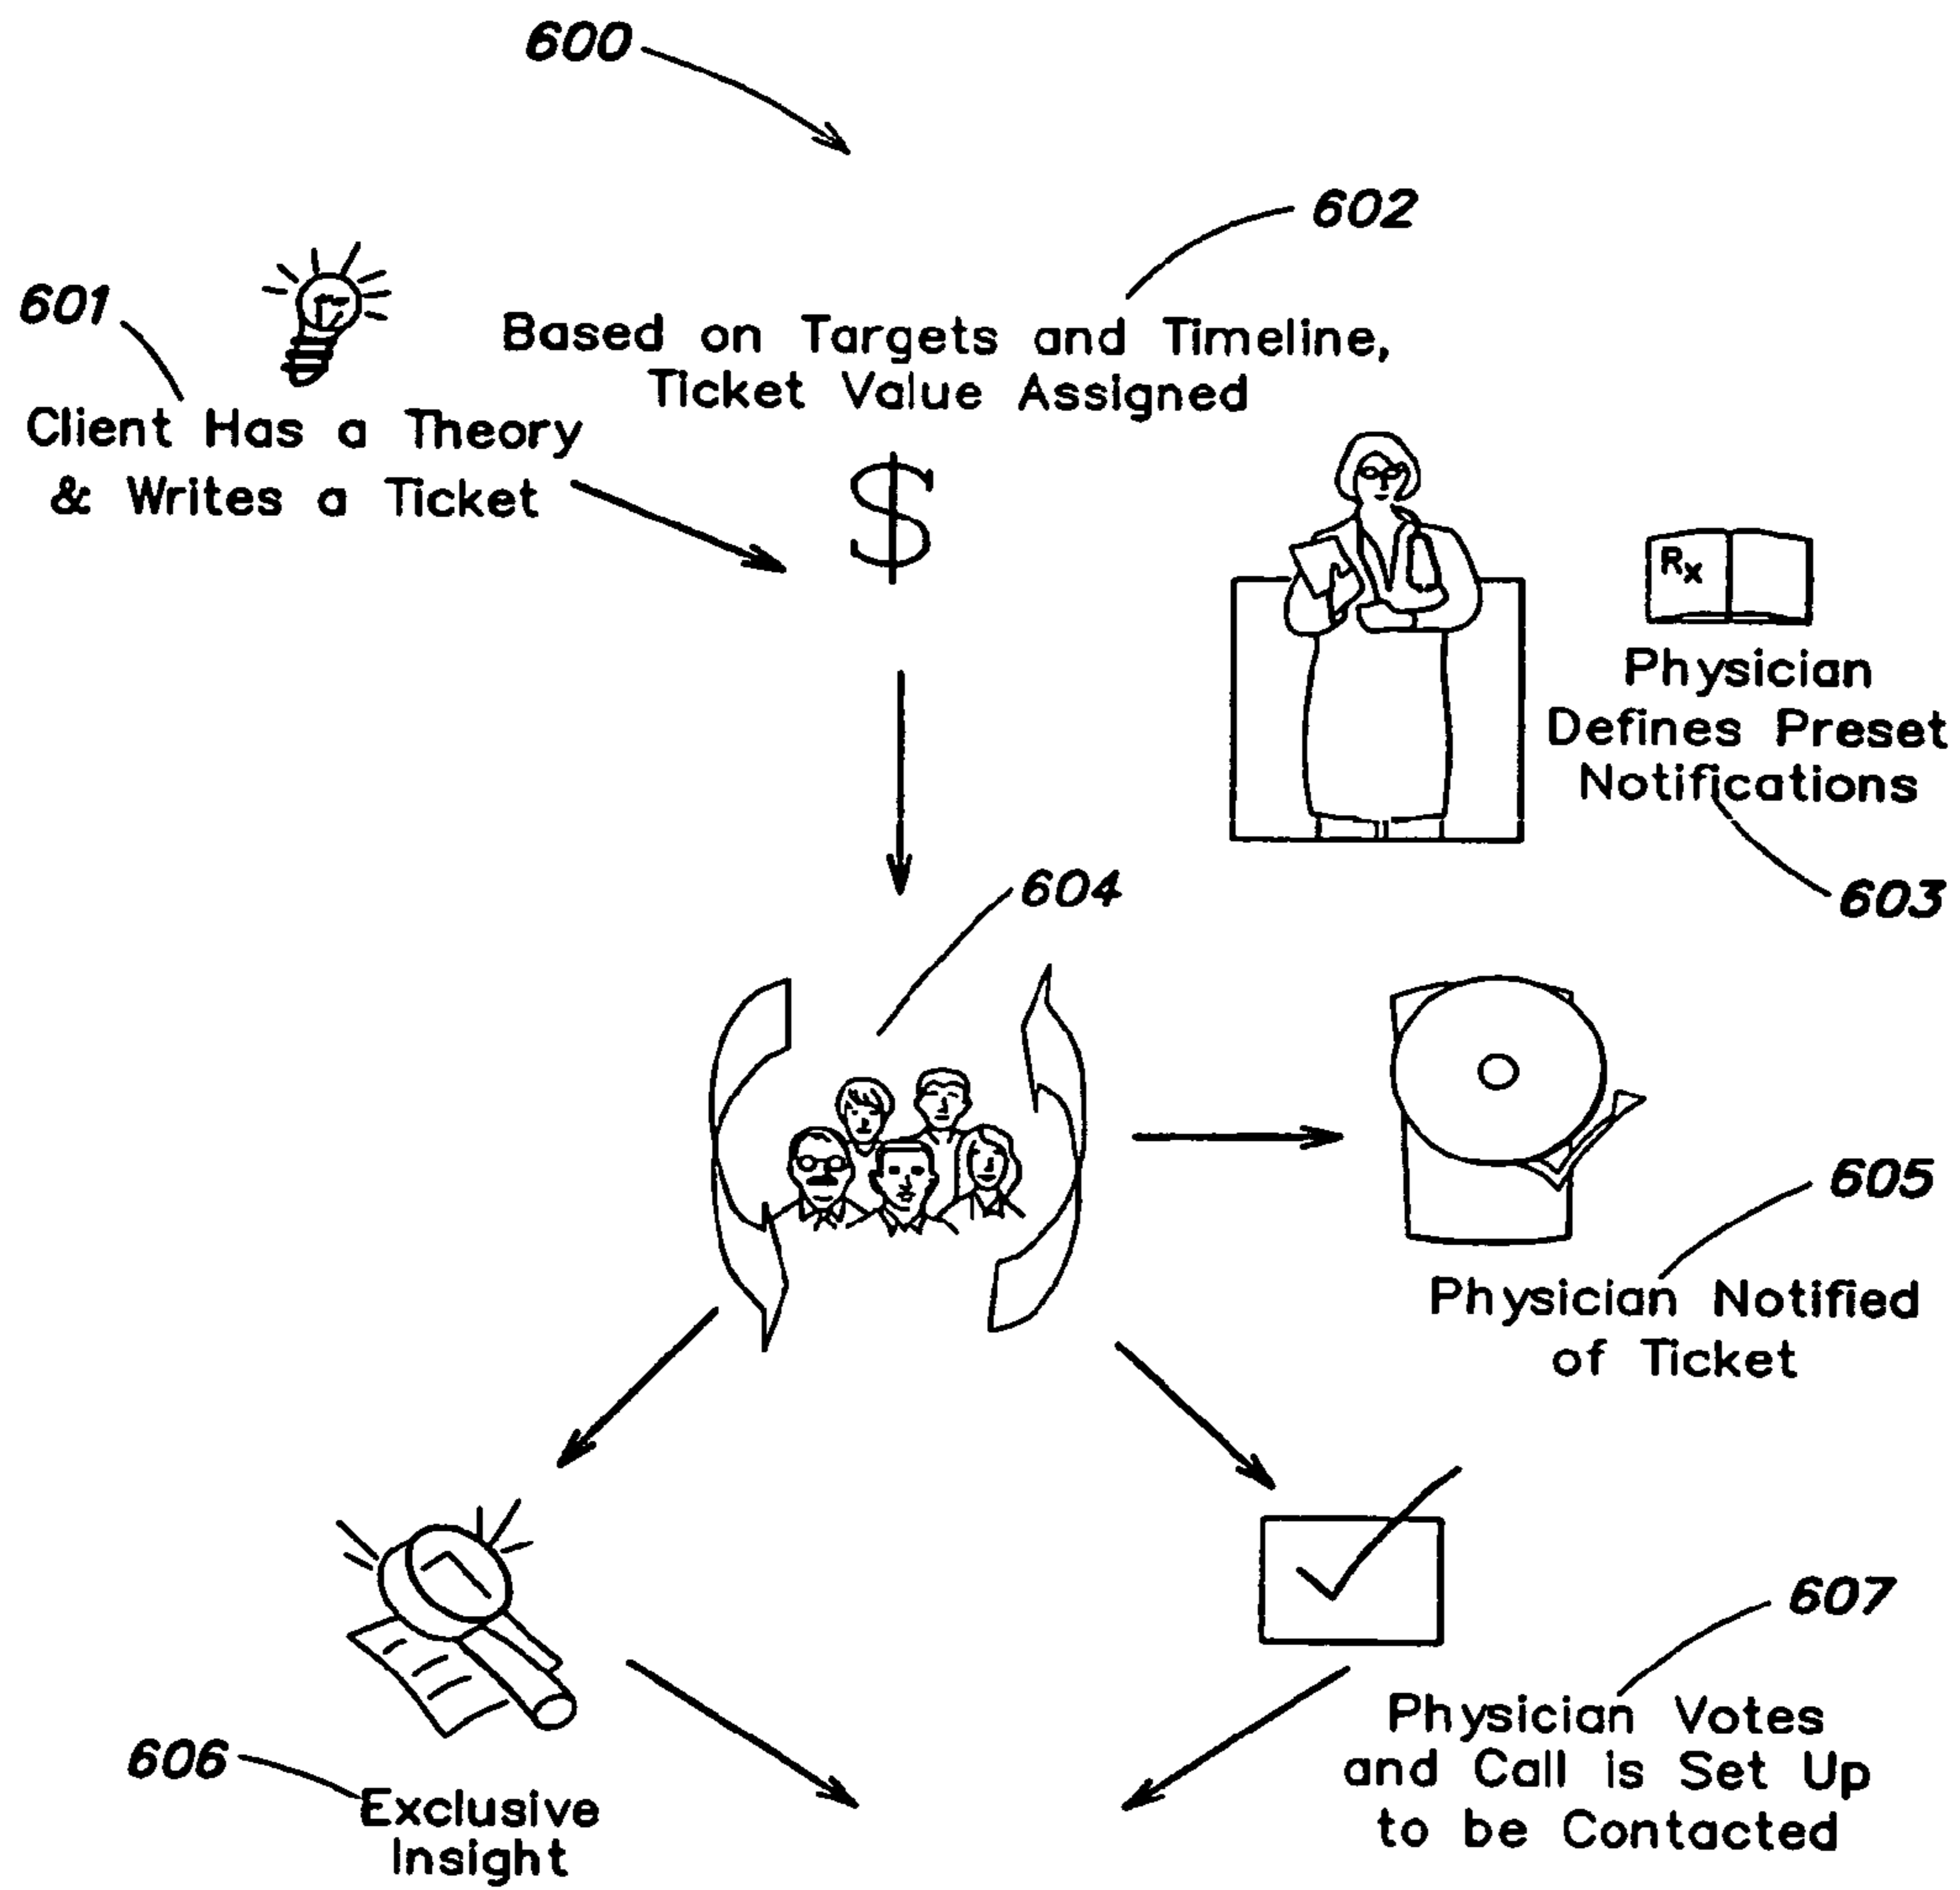 600
602
601
Based on Targets and Timeline,
Ticket Value Assigned
Client Has a Theory
& Writes a Ticket
$
Rx
Physician
Defines Preset
Notifications
603
604
605
Physician Notified
of Ticket
607
606
Exclusive
Insight
Physician Votes
and Call is Set Up
to be Contacted